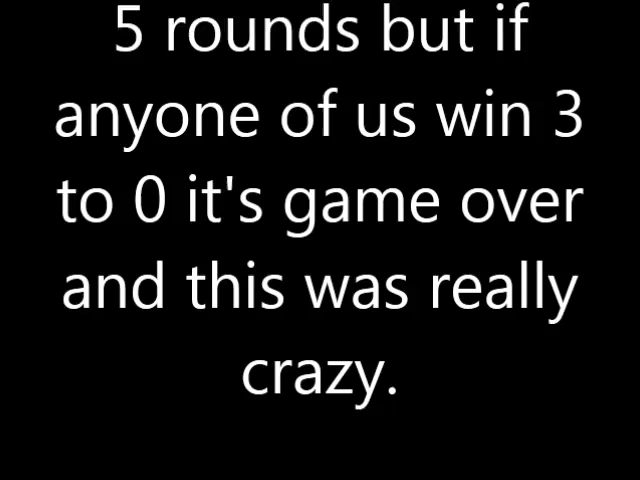 5 rounds but if
anyone of us win 3
to 0 it's game over
and this was really
crazy.